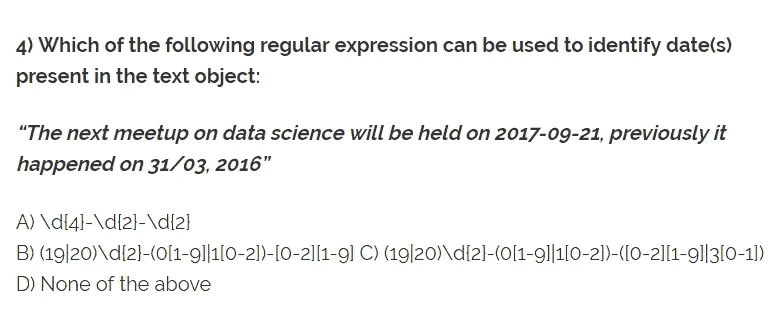 4) Which of the following regular expression can be used to identify date(s)
present in the text object:
“The next meetup on data science will be held on 2017-09-21, previously it
happened on 31/03, 2016”
A) \d{4}-\d{2}-\d{2}
B) (19|20)\d{2}-(0[1-9]|1[0-2])-[0-2][1-9] C) (19|20)\d{2}-(0[1-9]|1[0-2])-([0-2][1-9]|3[0-1])
D) None of the above